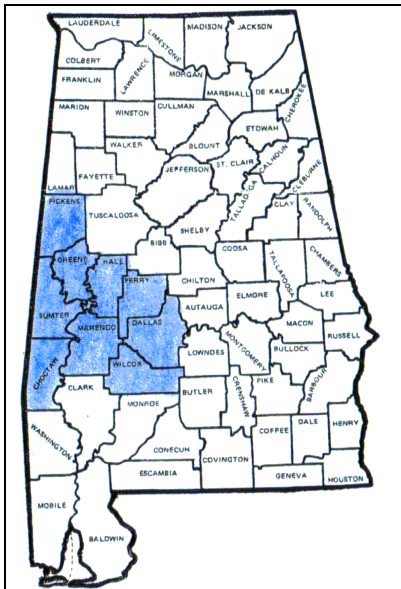 LAUDERDALE
LIMESTONE
MADISON
JACKSON
COLBERT
LAWRENCE
FRANKLIN
MORGAN
MARSHALL
DE KALB
CHEROKEE
MARION
WINSTON
CULLMAN
ETOWAH
WALKER
BLOUNT
ST. CLAIR
CALHOUN
CLEBURNE
LAMAR
FAYETTE
JEFFERSON
TALLADEGA
CLAY
RANDOLPH
PICKENS
TUSCALOOSA
SHELBY
BIBB
COOSA
TALLAPOOSA
CHAMBERS
GREENE
HALL
PERRY
CHILTON
SUMTER
MARENGO
DALLAS
AUTAUGA
ELMORE
LEE
MACON
RUSSELL
CHOCTAW
WILCOX
LOWNDES
MONTGOMERY
BULLOCK
CLARK
BUTLER
CRENSHAW
PIKE
BARBOUR
MONROE
WASHINGTON
CONECUH
COVINGTON
COFFEE
DALE
HENRY
ESCAMBIA
GENEVA
HOUSTON
MOBILE
BALDWIN